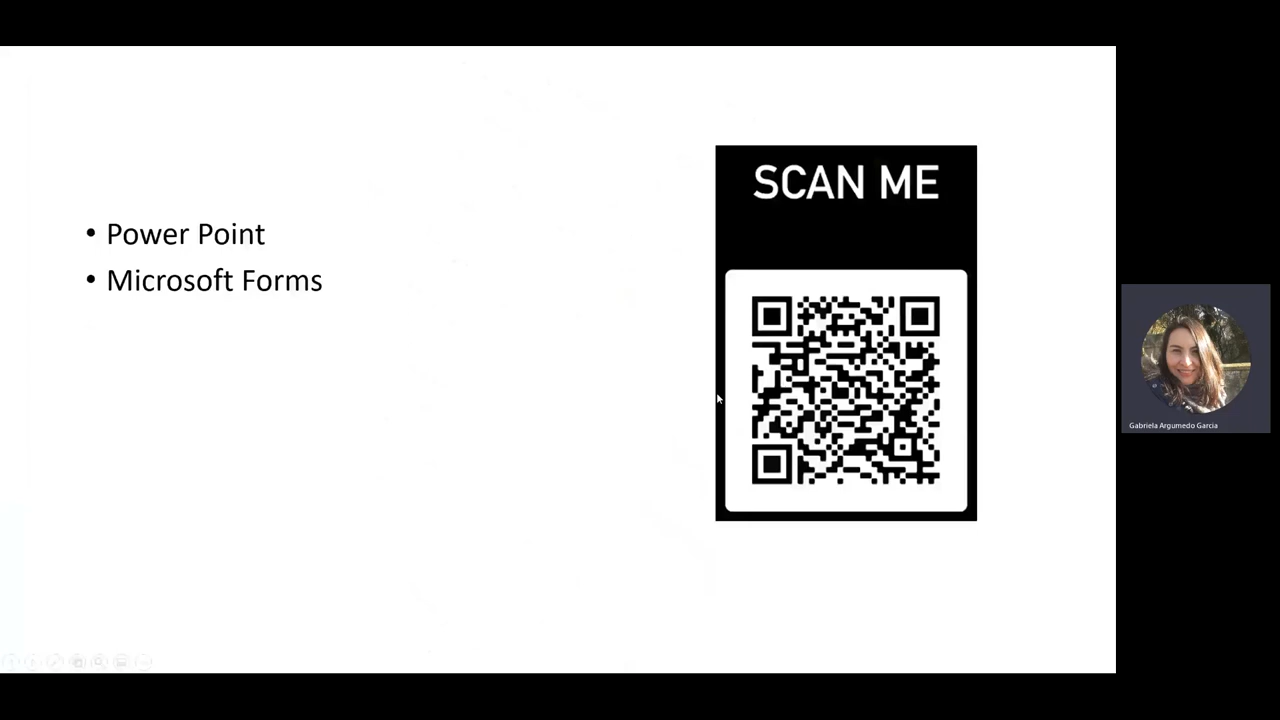 SCAN ME
• Power Point
• Microsoft Forms
Gabriela Argumedo Garcia